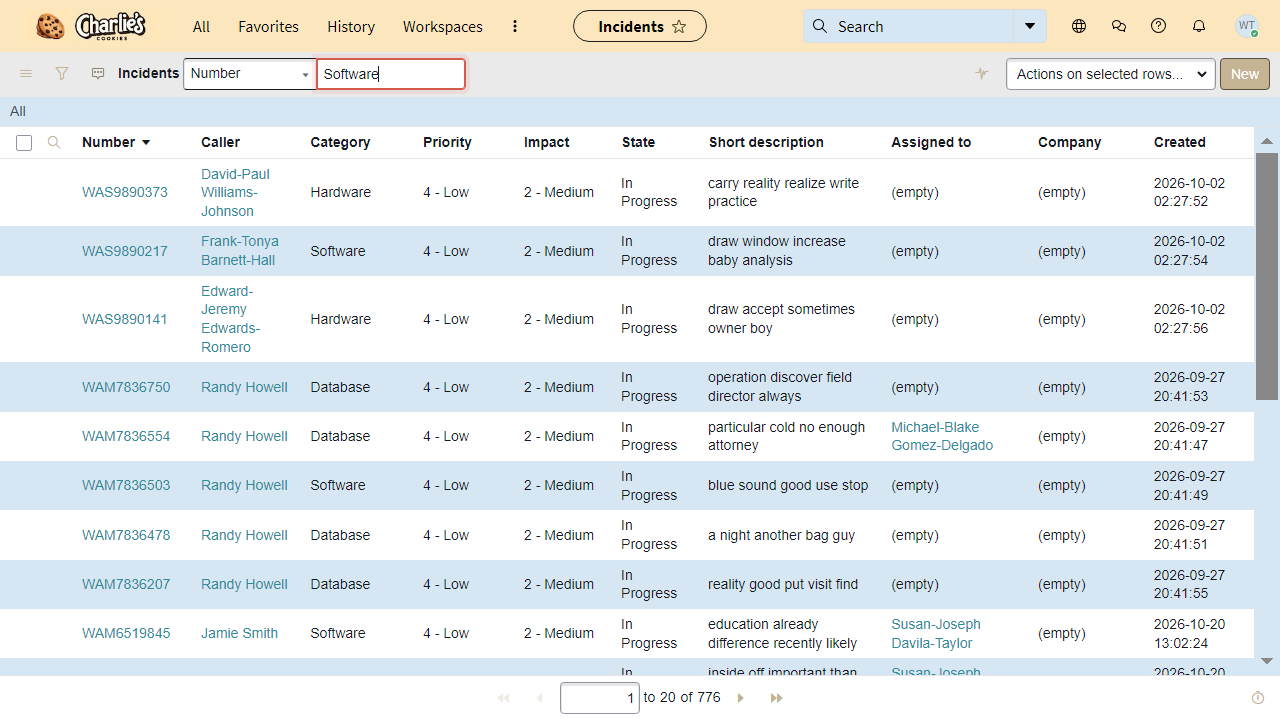 Charlie's
COOKIES
All Favorites History Workspaces Incidents Search WT
Incidents Number Software Actions on selected rows... New
All
Number Caller Category Priority Impact State Short description Assigned to Company Created
WAS9890373 David-Paul Williams-Johnson Hardware 4 - Low 2 - Medium In Progress carry reality realize write practice (empty) (empty) 2026-10-02 02:27:52
WAS9890217 Frank-Tonya Barnett-Hall Software 4 - Low 2 - Medium In Progress draw window increase baby analysis (empty) (empty) 2026-10-02 02:27:54
WAS9890141 Edward-Jeremy Edwards-Romero Hardware 4 - Low 2 - Medium In Progress draw accept sometimes owner boy (empty) (empty) 2026-10-02 02:27:56
WAM7836750 Randy Howell Database 4 - Low 2 - Medium In Progress operation discover field director always (empty) (empty) 2026-09-27 20:41:53
WAM7836554 Randy Howell Database 4 - Low 2 - Medium In Progress particular cold no enough attorney Michael-Blake Gomez-Delgado (empty) 2026-09-27 20:41:47
WAM7836503 Randy Howell Software 4 - Low 2 - Medium In Progress blue sound good use stop (empty) (empty) 2026-09-27 20:41:49
WAM7836478 Randy Howell Database 4 - Low 2 - Medium In Progress a night another bag guy (empty) (empty) 2026-09-27 20:41:51
WAM7836207 Randy Howell Database 4 - Low 2 - Medium In Progress reality good put visit find (empty) (empty) 2026-09-27 20:41:55
WAM6519845 Jamie Smith Software 4 - Low 2 - Medium In Progress education already difference recently likely Susan-Joseph Davila-Taylor (empty) 2026-10-20 13:02:24
In inside off important than Susan-Joseph 2026-10-20
1 to 20 of 776